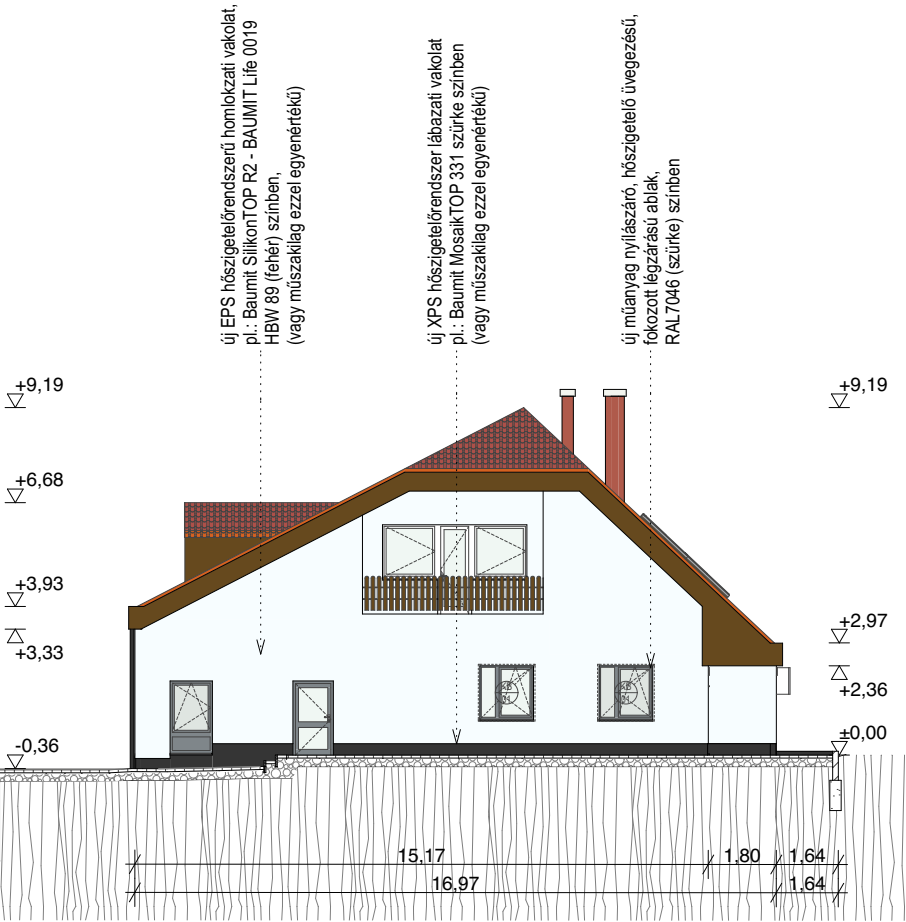 új EPS hőszigetelőrendszerű homlokzati vakolat,
pl.: Baumit SilikonTOP R2 - BAUMIT Life 0019
HBW 89 (fehér) színben,
(vagy műszakilag ezzel egyenértékű)
új XPS hőszigetelőrendszer lábazati vakolat
pl.: Baumit MosaikTOP 331 szürke színben
(vagy műszakilag ezzel egyenértékű)
új műanyag nyílászáró, hőszigetelő üvegezésű,
fokozott légzárású ablak,
RAL7046 (szürke) színben
+9,19
+9,19
+6,68
+3,93
+3,33
+2,97
+2,36
±0,00
-0,36
15,17
1,80
1,64
16,97
1,64